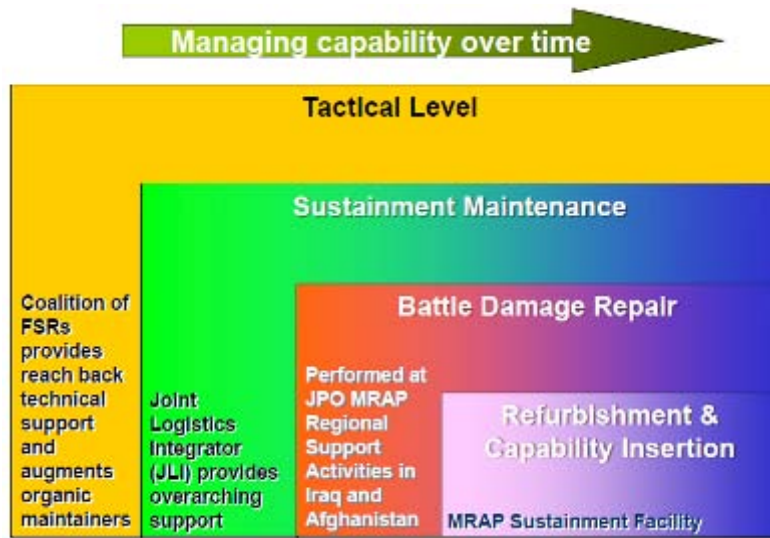 Managing capability over time
Tactical Level
Sustainment Maintenance
Battle Damage Repair
Refurbishment &
Capability Insertion
Coalition of
FSRs
provides
reach back
technical
support
and
augments
organic
maintainers
Joint
Logistics
Integrator
(JLI) provides
overarching
support
Performed at
JPO MRAP
Regional
Support
Activities in
Iraq and
Afghanistan
MRAP Sustainment Facility